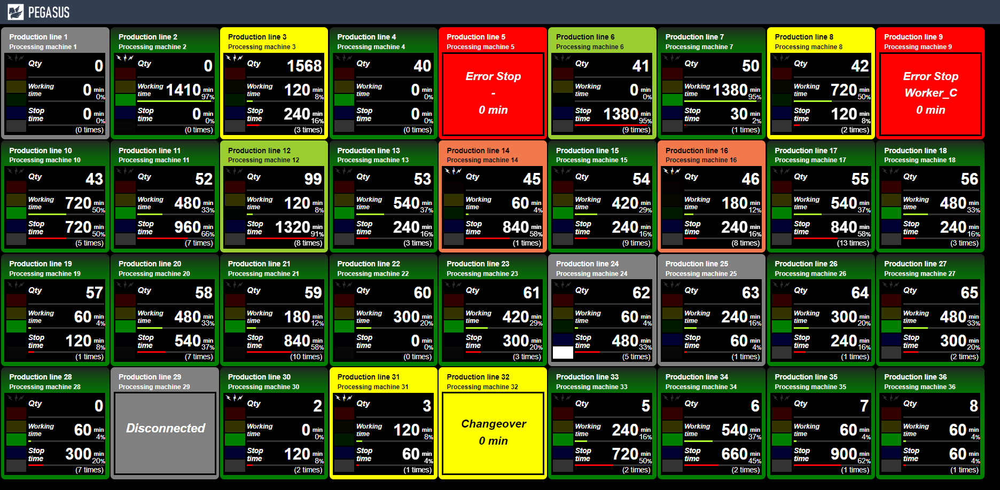 PEGASUS
Production line 1
Processing machine 1
Qty 0
Working time 0 min 0%
Stop time 0 min 0%
(0 times)
Production line 2
Processing machine 2
Qty 0
Working time 1410 min 97%
Stop time 0 min 0%
(0 times)
Production line 3
Processing machine 3
Qty 1568
Working time 120 min 8%
Stop time 240 min 16%
(3 times)
Production line 4
Processing machine 4
Qty 40
Working time 0 min 0%
Stop time 0 min 0%
(0 times)
Production line 5
Processing machine 5
Error Stop
-
0 min
Production line 6
Processing machine 6
Qty 41
Working time 0 min 0%
Stop time 1380 min 95%
(9 times)
Production line 7
Processing machine 7
Qty 50
Working time 1380 min 95%
Stop time 30 min 2%
(1 times)
Production line 8
Processing machine 8
Qty 42
Working time 720 min 50%
Stop time 120 min 8%
(2 times)
Production line 9
Processing machine 9
Error Stop
Worker_C
0 min
Production line 10
Processing machine 10
Qty 43
Working time 720 min 50%
Stop time 720 min 50%
(5 times)
Production line 11
Processing machine 11
Qty 52
Working time 480 min 33%
Stop time 960 min 66%
(7 times)
Production line 12
Processing machine 12
Qty 99
Working time 120 min 8%
Stop time 1320 min 91%
(8 times)
Production line 13
Processing machine 13
Qty 53
Working time 540 min 37%
Stop time 240 min 16%
(3 times)
Production line 14
Processing machine 14
Qty 45
Working time 60 min 4%
Stop time 840 min 58%
(1 times)
Production line 15
Processing machine 15
Qty 54
Working time 420 min 29%
Stop time 240 min 16%
(9 times)
Production line 16
Processing machine 16
Qty 46
Working time 180 min 12%
Stop time 240 min 16%
(8 times)
Production line 17
Processing machine 17
Qty 55
Working time 540 min 37%
Stop time 840 min 58%
(13 times)
Production line 18
Processing machine 18
Qty 56
Working time 480 min 33%
Stop time 240 min 16%
(3 times)
Production line 19
Processing machine 19
Qty 57
Working time 60 min 4%
Stop time 120 min 8%
(1 times)
Production line 20
Processing machine 20
Qty 58
Working time 480 min 33%
Stop time 540 min 37%
(7 times)
Production line 21
Processing machine 21
Qty 59
Working time 180 min 12%
Stop time 840 min 58%
(10 times)
Production line 22
Processing machine 22
Qty 60
Working time 300 min 20%
Stop time 0 min 0%
(0 times)
Production line 23
Processing machine 23
Qty 61
Working time 420 min 29%
Stop time 300 min 20%
(3 times)
Production line 24
Processing machine 24
Qty 62
Working time 60 min 4%
Stop time 480 min 33%
(5 times)
Production line 25
Processing machine 25
Qty 63
Working time 240 min 16%
Stop time 60 min 4%
(1 times)
Production line 26
Processing machine 26
Qty 64
Working time 300 min 20%
Stop time 240 min 16%
(1 times)
Production line 27
Processing machine 27
Qty 65
Working time 480 min 33%
Stop time 300 min 20%
(2 times)
Production line 28
Processing machine 28
Qty 0
Working time 60 min 4%
Stop time 300 min 20%
(7 times)
Production line 29
Processing machine 29
Disconnected
Production line 30
Processing machine 30
Qty 2
Working time 0 min 0%
Stop time 120 min 8%
(2 times)
Production line 31
Processing machine 31
Qty 3
Working time 120 min 8%
Stop time 60 min 4%
(1 times)
Production line 32
Processing machine 32
Changeover
0 min
Production line 33
Processing machine 33
Qty 5
Working time 240 min 16%
Stop time 720 min 50%
(2 times)
Production line 34
Processing machine 34
Qty 6
Working time 540 min 37%
Stop time 660 min 45%
(2 times)
Production line 35
Processing machine 35
Qty 7
Working time 60 min 4%
Stop time 900 min 62%
(1 times)
Production line 36
Processing machine 36
Qty 8
Working time 60 min 4%
Stop time 60 min 4%
(1 times)